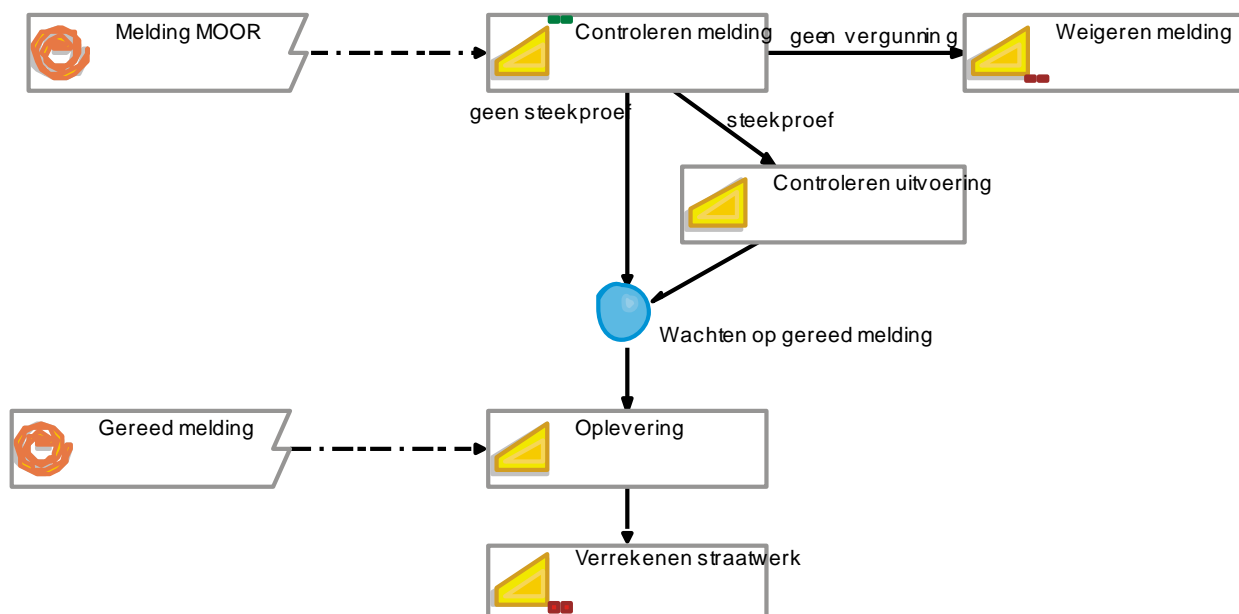 Melding MOOR
Controleren melding
geen vergunning
Weigeren melding
geen steekproef
steekproef
Controleren uitvoering
Wachten op gereed melding
Gereed melding
Oplevering
Verrekenen straatwerk